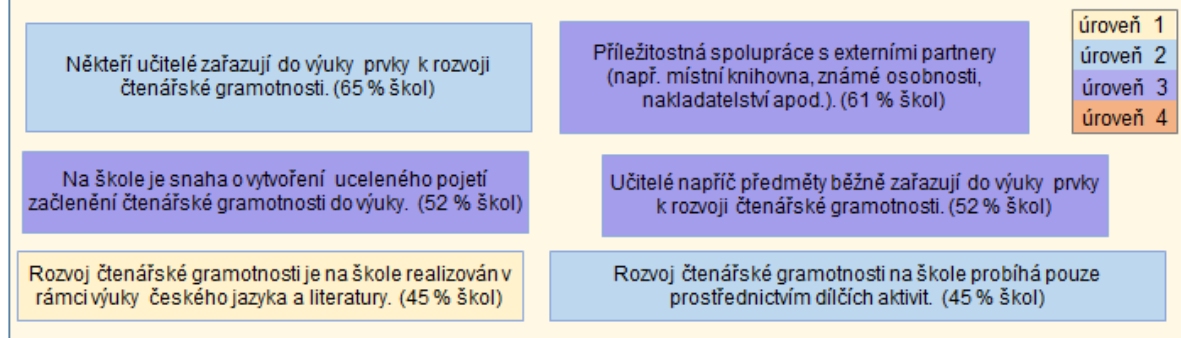 Někteří učitelé zařazují do výuky prvky k rozvoji
čtenářské gramotnosti. (65 % škol)
Příležitostná spolupráce s externími partnery
(např. místní knihovna, známé osobnosti,
nakladatelství apod.). (61 % škol)
úroveň 1
úroveň 2
úroveň 3
úroveň 4
Na škole je snaha o vytvoření uceleného pojetí
začlenění čtenářské gramotnosti do výuky. (52 % škol)
Učitelé napříč předměty běžně zařazují do výuky prvky
k rozvoji čtenářské gramotnosti. (52 % škol)
Rozvoj čtenářské gramotnosti je na škole realizován v
rámci výuky českého jazyka a literatury. (45 % škol)
Rozvoj čtenářské gramotnosti na škole probíhá pouze
prostřednictvím dílčích aktivit. (45 % škol)